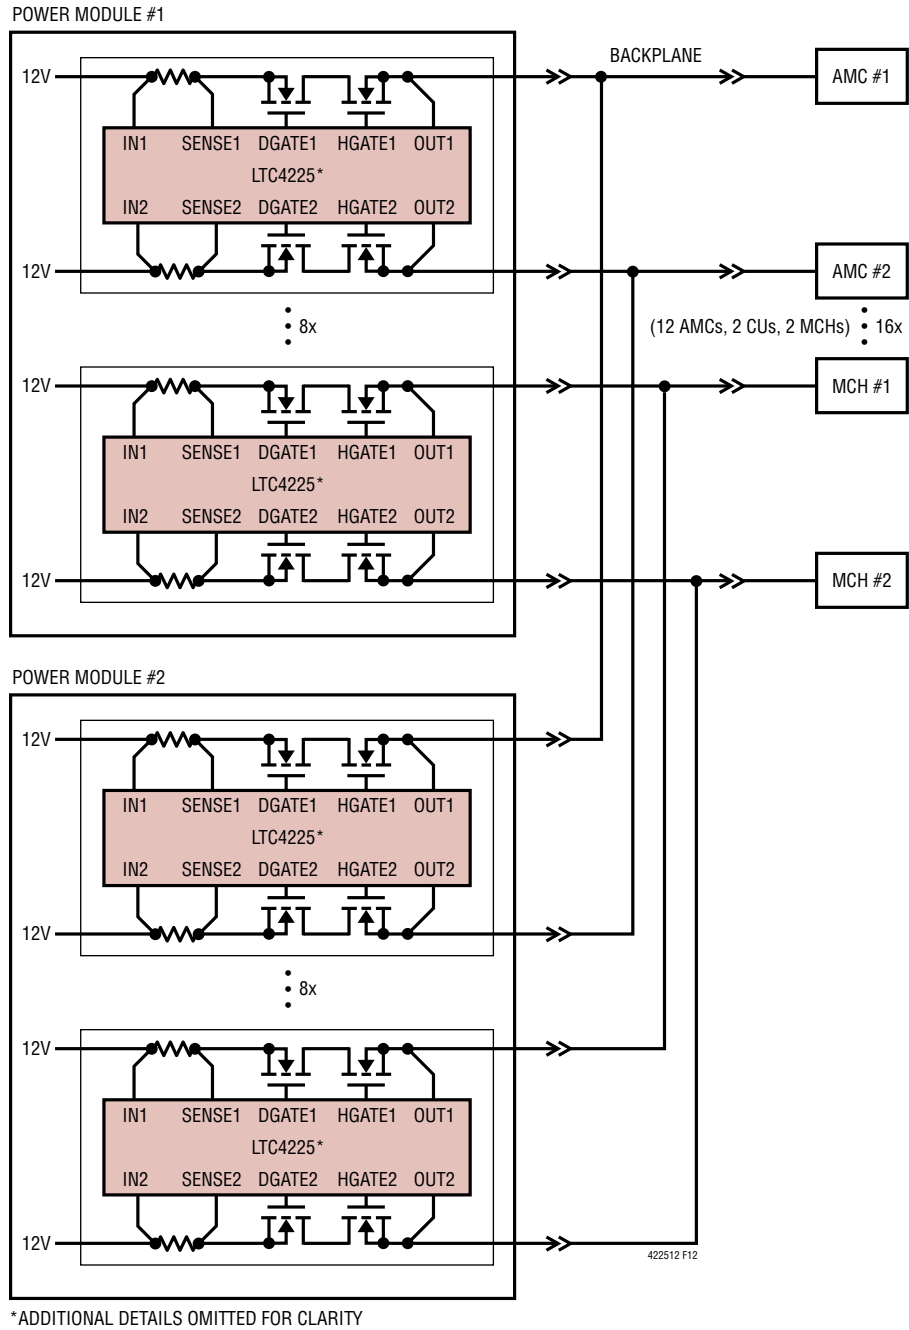 POWER MODULE #1
BACKPLANE
12V
AMC #1
IN1 SENSE1 DGATE1 HGATE1 OUT1
LTC4225*
IN2 SENSE2 DGATE2 HGATE2 OUT2
12V
AMC #2
8x
(12 AMCs, 2 CUs, 2 MCHs) 16x
12V
MCH #1
IN1 SENSE1 DGATE1 HGATE1 OUT1
LTC4225*
IN2 SENSE2 DGATE2 HGATE2 OUT2
12V
MCH #2
POWER MODULE #2
12V
IN1 SENSE1 DGATE1 HGATE1 OUT1
LTC4225*
IN2 SENSE2 DGATE2 HGATE2 OUT2
12V
8x
12V
IN1 SENSE1 DGATE1 HGATE1 OUT1
LTC4225*
IN2 SENSE2 DGATE2 HGATE2 OUT2
12V
422512 F12
*ADDITIONAL DETAILS OMITTED FOR CLARITY